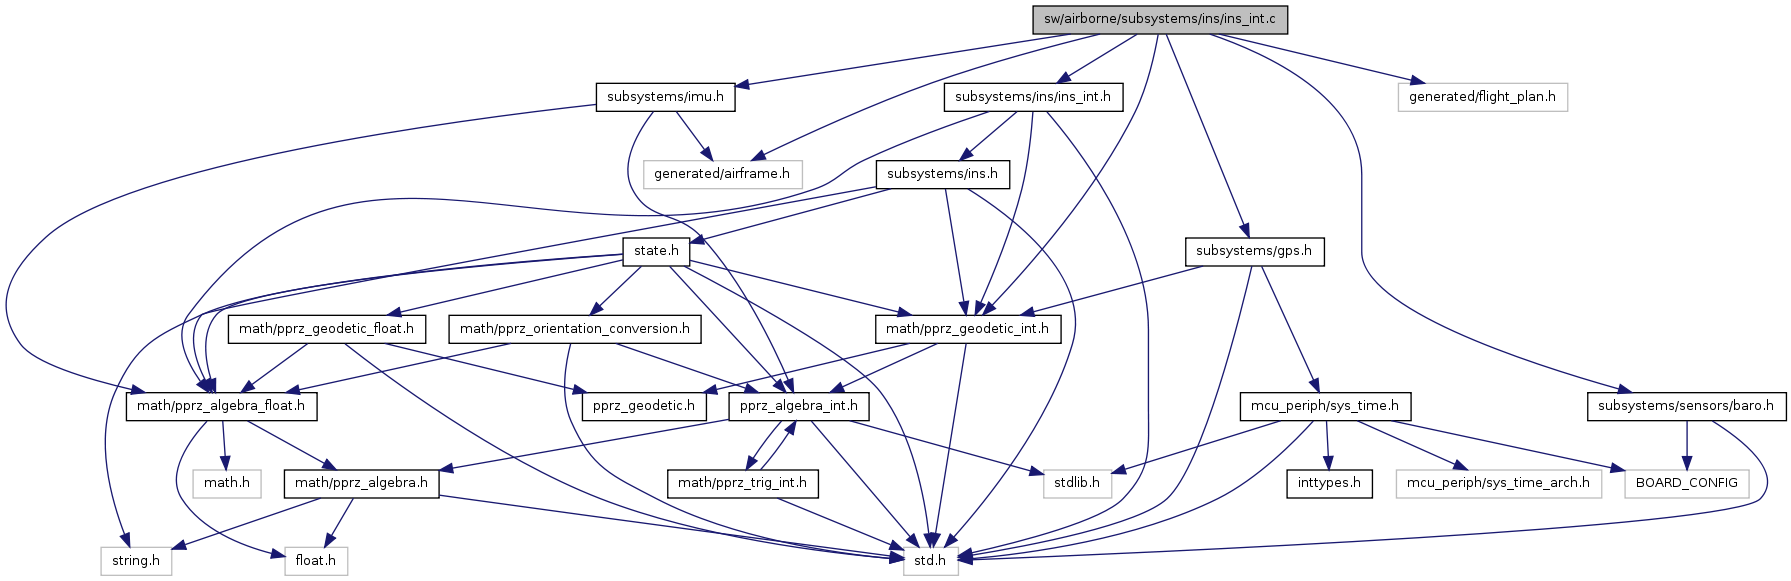 sw/airborne/subsystems/ins/ins_int.c
subsystems/imu.h
subsystems/ins/ins_int.h
generated/flight_plan.h
generated/airframe.h
subsystems/ins.h
state.h
subsystems/gps.h
math/pprz_geodetic_float.h
math/pprz_orientation_conversion.h
math/pprz_geodetic_int.h
math/pprz_algebra_float.h
pprz_geodetic.h
pprz_algebra_int.h
mcu_periph/sys_time.h
subsystems/sensors/baro.h
math.h
math/pprz_algebra.h
math/pprz_trig_int.h
stdlib.h
inttypes.h
mcu_periph/sys_time_arch.h
BOARD_CONFIG
string.h
float.h
std.h